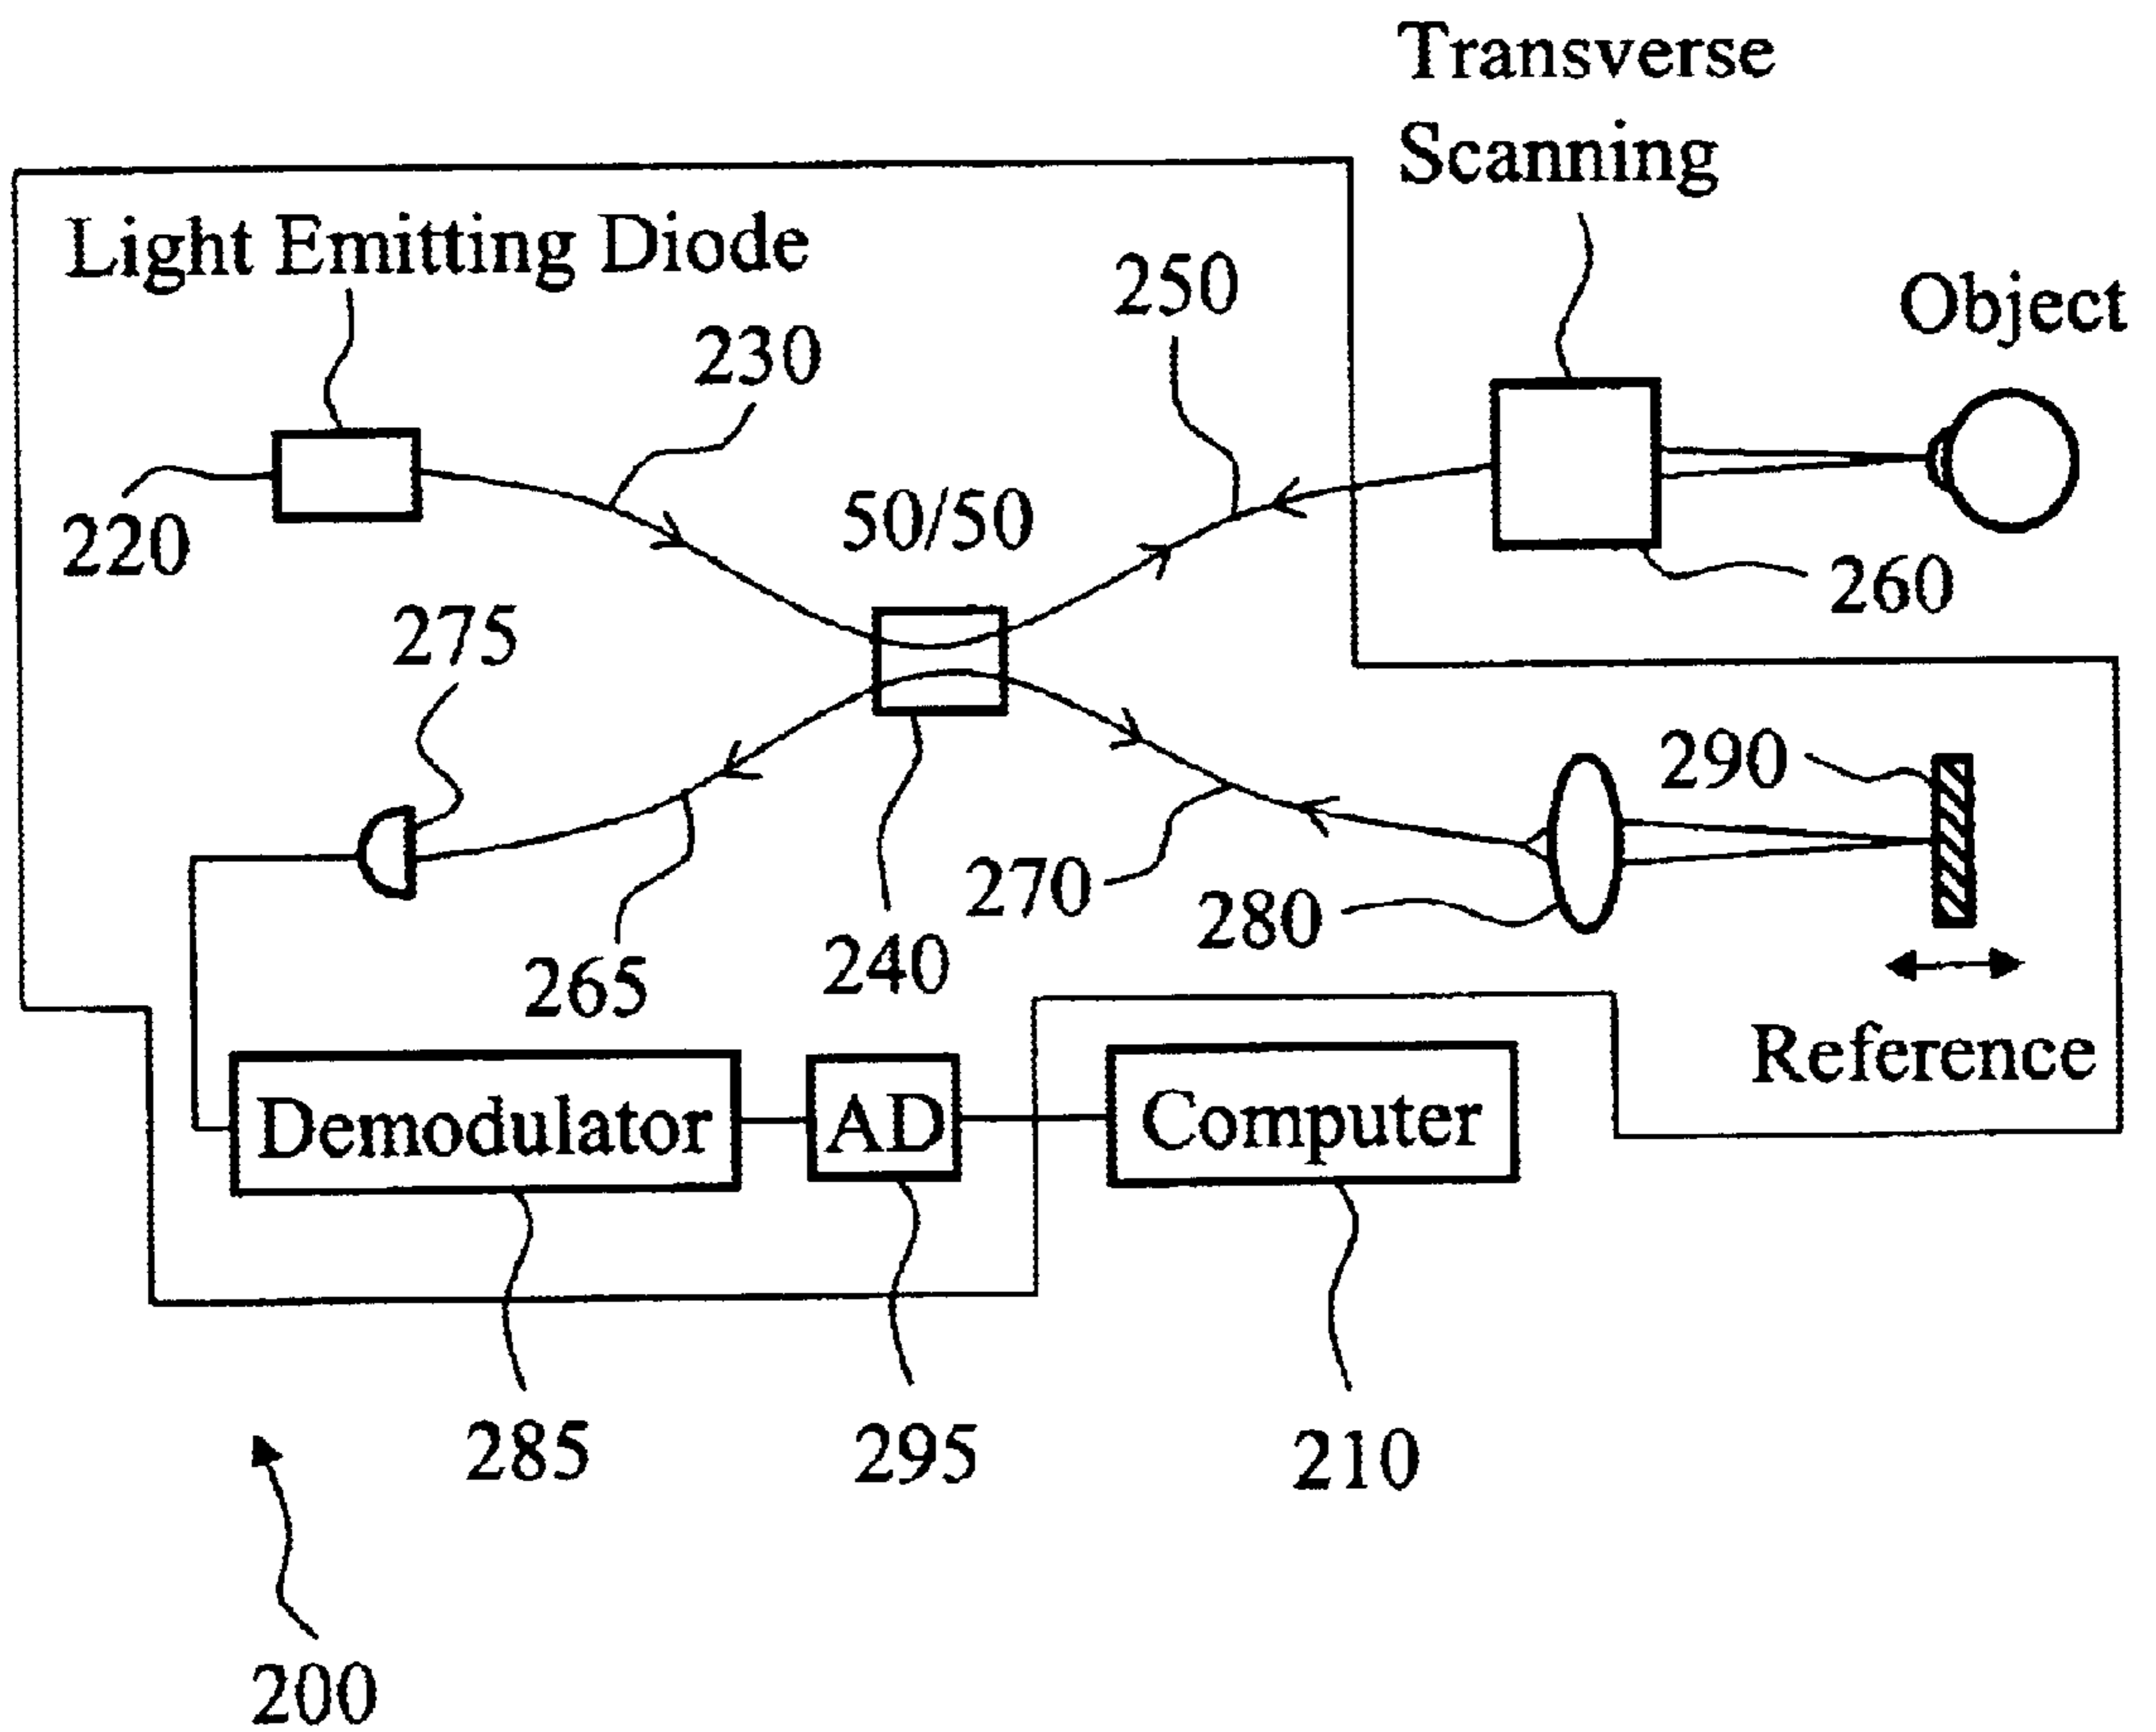 Transverse
Scanning
Light Emitting Diode
250
Object
230
220
50/50
260
275
290
270
280
265
240
Reference
Demodulator
AD
Computer
285
295
210
200